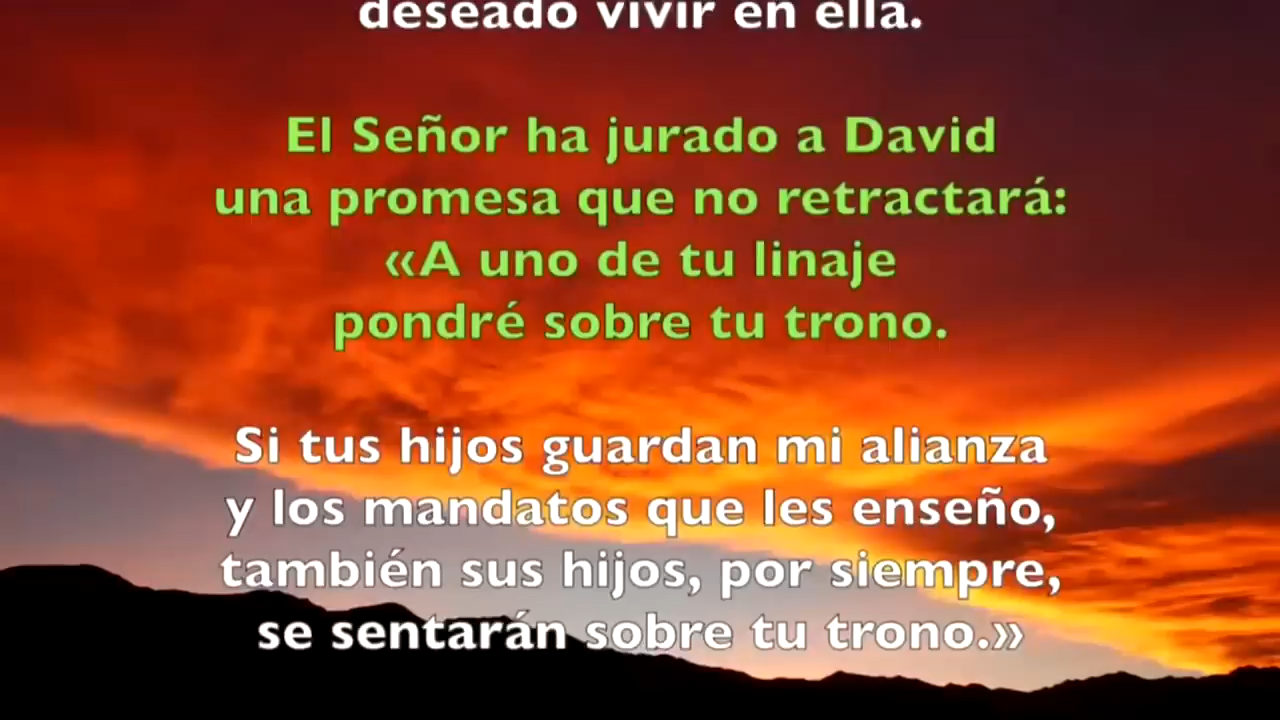 deseado vivir en ella.
El Señor ha jurado a David
una promesa que no retractará:
«A uno de tu linaje
pondré sobre tu trono.
Si tus hijos guardan mi alianza
y los mandatos que les enseño,
también sus hijos, por siempre,
se sentarán sobre tu trono.»